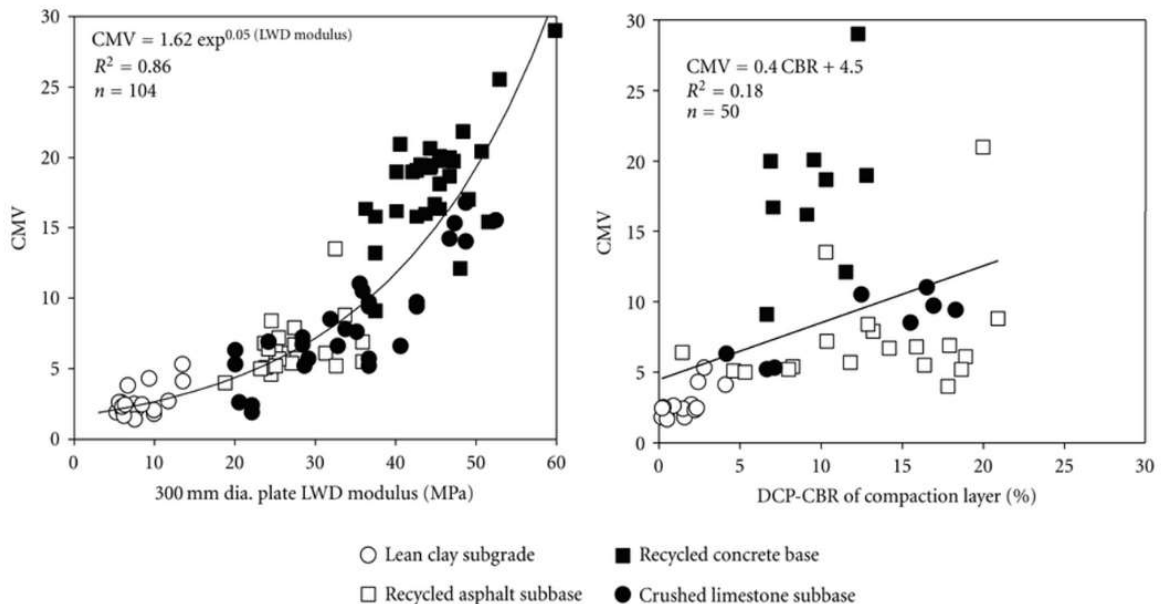 30
25
20
15
10
5
0
CMV
CMV = 1.62 exp^0.05 (LWD modulus)
R² = 0.86
n = 104
0 10 20 30 40 50 60
300 mm dia. plate LWD modulus (MPa)
30
25
20
15
10
5
0
CMV
CMV = 0.4 CBR + 4.5
R² = 0.18
n = 50
0 5 10 15 20 25 30
DCP-CBR of compaction layer (%)
Lean clay subgrade
Recycled concrete base
Recycled asphalt subbase
Crushed limestone subbase